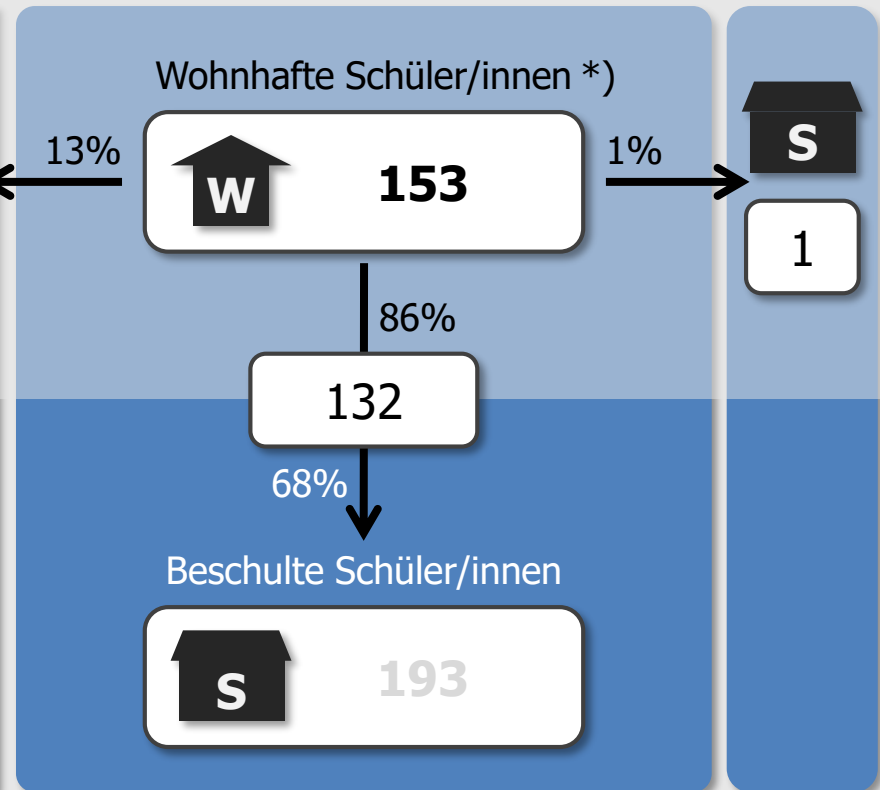 Wohnhafte Schüler/innen *)
13%
W
153
1%
S
1
86%
132
68%
Beschulte Schüler/innen
S
193